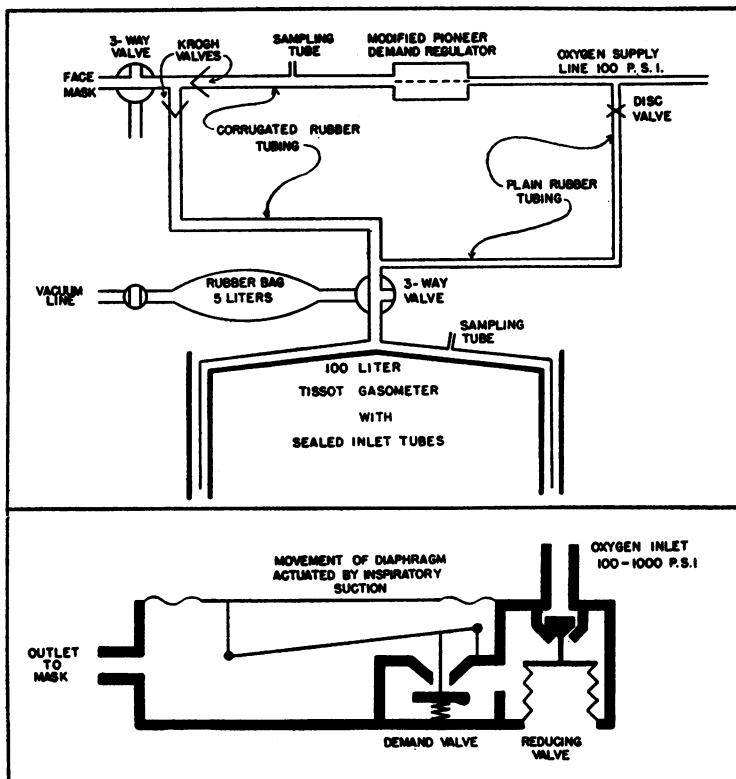 3-WAY
VALVE
KROGH
VALVES
SAMPLING
TUBE
MODIFIED PIONEER
DEMAND REGULATOR
OXYGEN SUPPLY
LINE 100 P.S.I.
FACE
MASK
DISC
VALVE
CORRUGATED RUBBER
TUBING
PLAIN RUBBER
TUBING
VACUUM
LINE
RUBBER BAG
5 LITERS
3-WAY
VALVE
SAMPLING
TUBE
100 LITER
TISSOT GASOMETER
WITH
SEALED INLET TUBES
MOVEMENT OF DIAPHRAGM
ACTUATED BY INSPIRATORY
SUCTION
OXYGEN INLET
100-1000 P.S.I
OUTLET
TO
MASK
DEMAND VALVE
REDUCING
VALVE